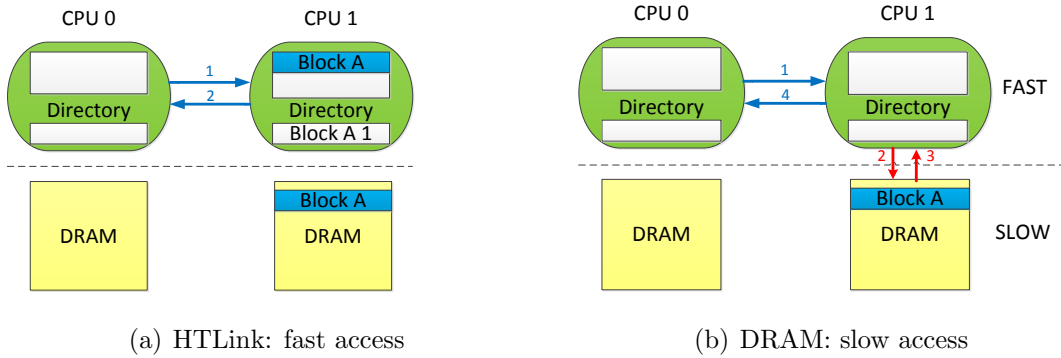 CPU 0
CPU 1
Block A
1
2
Directory
Directory
Block A 1
Block A
DRAM
DRAM
(a) HTLink: fast access
CPU 0
CPU 1
1
FAST
4
Directory
Directory
2
3
Block A
DRAM
DRAM
SLOW
(b) DRAM: slow access